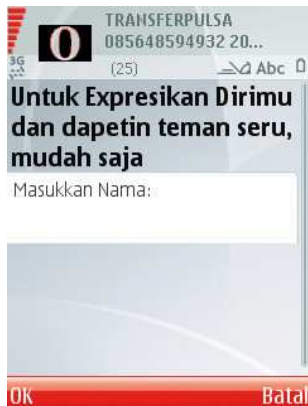 TRANSFERPULSA
085648594932 20...
3G
(25)
Abc
Untuk Expresikan Dirimu
dan dapetin teman seru,
mudah saja
Masukkan Nama:
OK
Batal